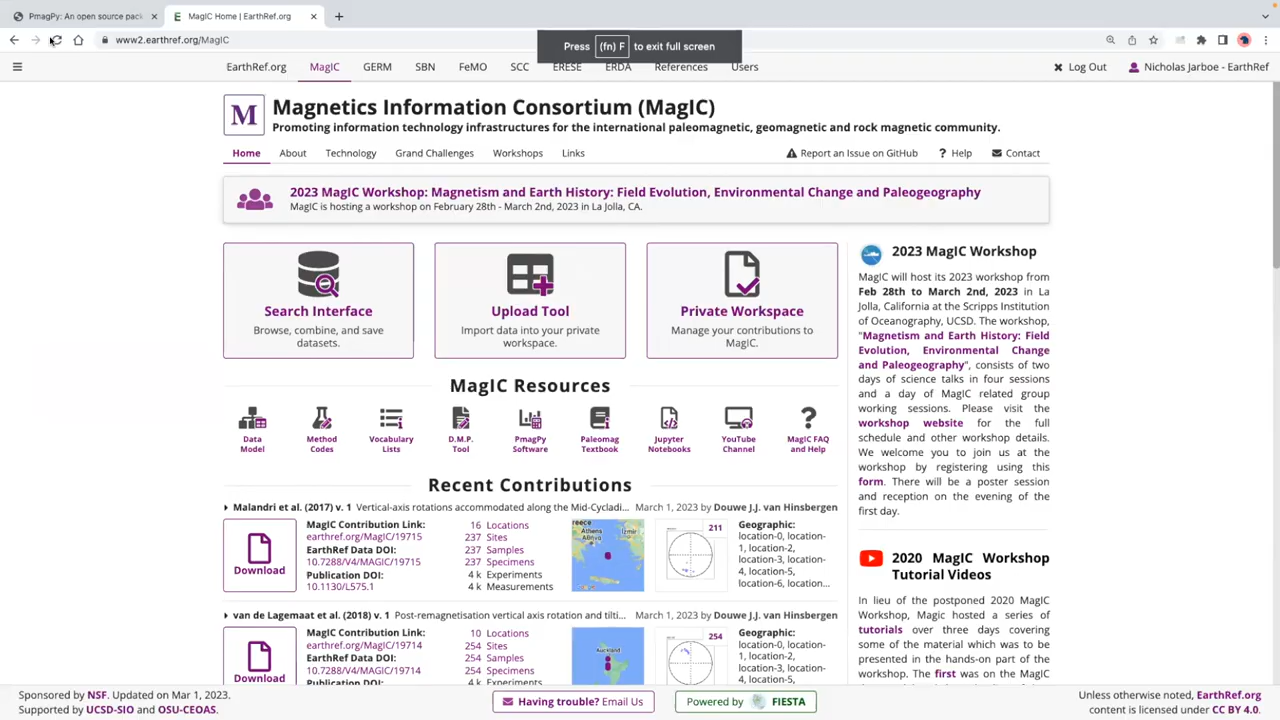 PmagPy: An open source pack
MagIC Home | EarthRef.org
www2.earthref.org/MagIC
Press (fn) F to exit full screen
EarthRef.org MagIC GERM SBN FeMO SCC ERESE ERDA References Users Log Out Nicholas Jarboe - EarthRef
M
Magnetics Information Consortium (MagIC)
Promoting information technology infrastructures for the international paleomagnetic, geomagnetic and rock magnetic community.
Home About Technology Grand Challenges Workshops Links Report an Issue on GitHub Help Contact
2023 MagIC Workshop: Magnetism and Earth History: Field Evolution, Environmental Change and Paleogeography
MagIC is hosting a workshop on February 28th - March 2nd, 2023 in La Jolla, CA.
Search Interface
Browse, combine, and save
datasets.
Upload Tool
Import data into your private
workspace.
Private Workspace
Manage your contributions to
MagIC.
MagIC Resources
Data
Model
Method
Codes
Vocabulary
Lists
D.M.P.
Tool
PmagPy
Software
Paleomag
Textbook
Jupyter
Notebooks
YouTube
Channel
MagIC FAQ
and Help
Recent Contributions
Malandri et al. (2017) v. 1 Vertical-axis rotations accommodated along the Mid-Cycladi... March 1, 2023 by Douwe J.J. van Hinsbergen
Download
MagIC Contribution Link:
earthref.org/MagIC/19715
EarthRef Data DOI:
10.7288/V4/MAGIC/19715
Publication DOI:
10.1130/L575.1
16 Locations
237 Sites
237 Samples
237 Specimens
4 k Experiments
4 k Measurements
reece
Athens
Αθήνα
İzmir
211
Geographic:
location-0, location-
1, location-2,
location-3, location-
4, location-5,
location-6, location...
van de Lagemaat et al. (2018) v. 1 Post-remagnetisation vertical axis rotation and tilti... March 1, 2023 by Douwe J.J. van Hinsbergen
Download
MagIC Contribution Link:
earthref.org/MagIC/19714
EarthRef Data DOI:
10.7288/V4/MAGIC/19714
10 Locations
254 Sites
254 Samples
254 Specimens
4 k Experiments
Auckland
254
Geographic:
location-0, location-
1, location-2,
location-3, location-
4, location-5,
2023 MagIC Workshop
MagIC will host its 2023 workshop from
Feb 28th to March 2nd, 2023 in La
Jolla, California at the Scripps Institution
of Oceanography, UCSD. The workshop,
"Magnetism and Earth History: Field
Evolution, Environmental Change
and Paleogeography", consists of two
days of science talks in four sessions
and a day of MagIC related group
working sessions. Please visit the
workshop website for the full
schedule and other workshop details.
We welcome you to join us at the
workshop by registering using this
form. There will be a poster session
and reception on the evening of the
first day.
2020 MagIC Workshop
Tutorial Videos
In lieu of the postponed 2020 MagIC
Workshop, Magic hosted a series of
tutorials over three days covering
some of the material which was to be
presented in the hands-on part of the
workshop. The first was on the MagIC
Sponsored by NSF. Updated on Mar 1, 2023.
Supported by UCSD-SIO and OSU-CEOAS.
Having trouble? Email Us
Powered by FIESTA
Unless otherwise noted, EarthRef.org
content is licensed under CC BY 4.0.